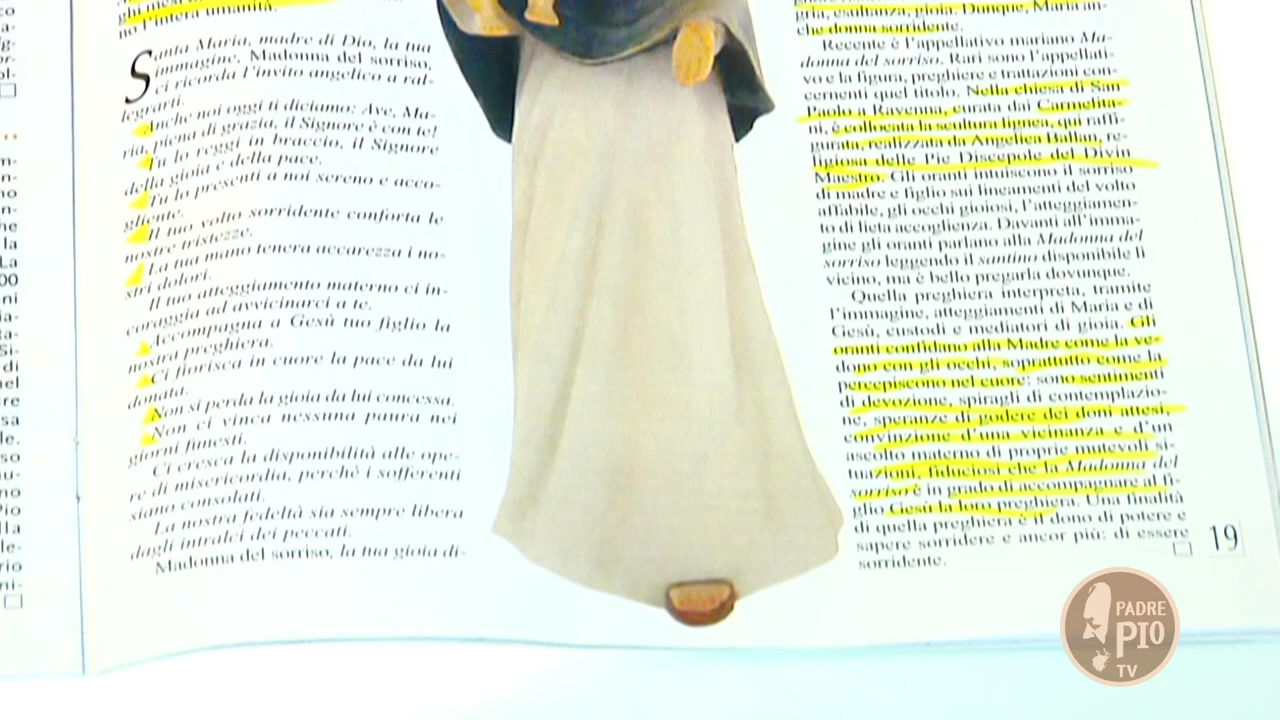 no l'intera umanità.
Santa Maria, madre di Dio, la tua
immagine, Madonna del sorriso,
ci ricorda l'invito angelico a ral-
legrarti.
Anche noi oggi ti diciamo: Ave, Ma-
ria, piena di grazia, il Signore è con te!
Tu lo reggi in braccio, il Signore
della gioia e della pace.
Tu lo presenti a noi sereno e acco-
gliente.
Il tuo volto sorridente conforta le
nostre tristezze.
La tua mano tenera accarezza i no-
stri dolori.
Il tuo atteggiamento materno ci in-
coraggia ad avvicinarci a te.
Accompagna a Gesù tuo figlio la
nostra preghiera.
Ci fiorisca in cuore la pace da lui
donata.
Non si perda la gioia da lui concessa.
Non ci vinca nessuna paura nei
giorni funesti.
Ci cresca la disponibilità alle ope-
re di misericordia, perché i sofferenti
siano consolati.
La nostra fedeltà sia sempre libera
dagli intralci dei peccati.
Madonna del sorriso, la tua gioia di-
gria, esultanza, gioia. Dunque, Maria an-
che donna sorridente.
Recente è l'appellativo mariano Ma-
donna del sorriso. Rari sono l'appellati-
vo e la figura, preghiere e trattazioni con-
cernenti quel titolo. Nella chiesa di San
Paolo a Ravenna, curata dai Carmelita-
ni, è collocata la scultura lignea, qui raffi-
gurata, realizzata da Angelica Ballan, re-
ligiosa delle Pie Discepole del Divin
Maestro. Gli oranti intuiscono il sorriso
di madre e figlio sui lineamenti del volto
affabile, gli occhi gioiosi, l'atteggiamen-
to di lieta accoglienza. Davanti all'imma-
gine gli oranti parlano alla Madonna del
sorriso leggendo il santino disponibile lì
vicino, ma è bello pregarla dovunque.
Quella preghiera interpreta, tramite
l'immagine, atteggiamenti di Maria e di
Gesù, custodi e mediatori di gioia. Gli
oranti confidano alla Madre come la ve-
dono con gli occhi, soprattutto come la
percepiscono nel cuore: sono sentimenti
di devozione, spiragli di contemplazio-
ne, speranze di godere dei doni attesi,
convinzione d'una vicinanza e d'un
ascolto materno di proprie mutevoli si-
tuazioni, fiduciosi che la Madonna del
sorriso è in grado di accompagnare al fi-
glio Gesù la loro preghiera. Una finalità
di quella preghiera è il dono di potere e
sapere sorridere e ancor più: di essere
sorridente.
19
PADRE
PIO
TV